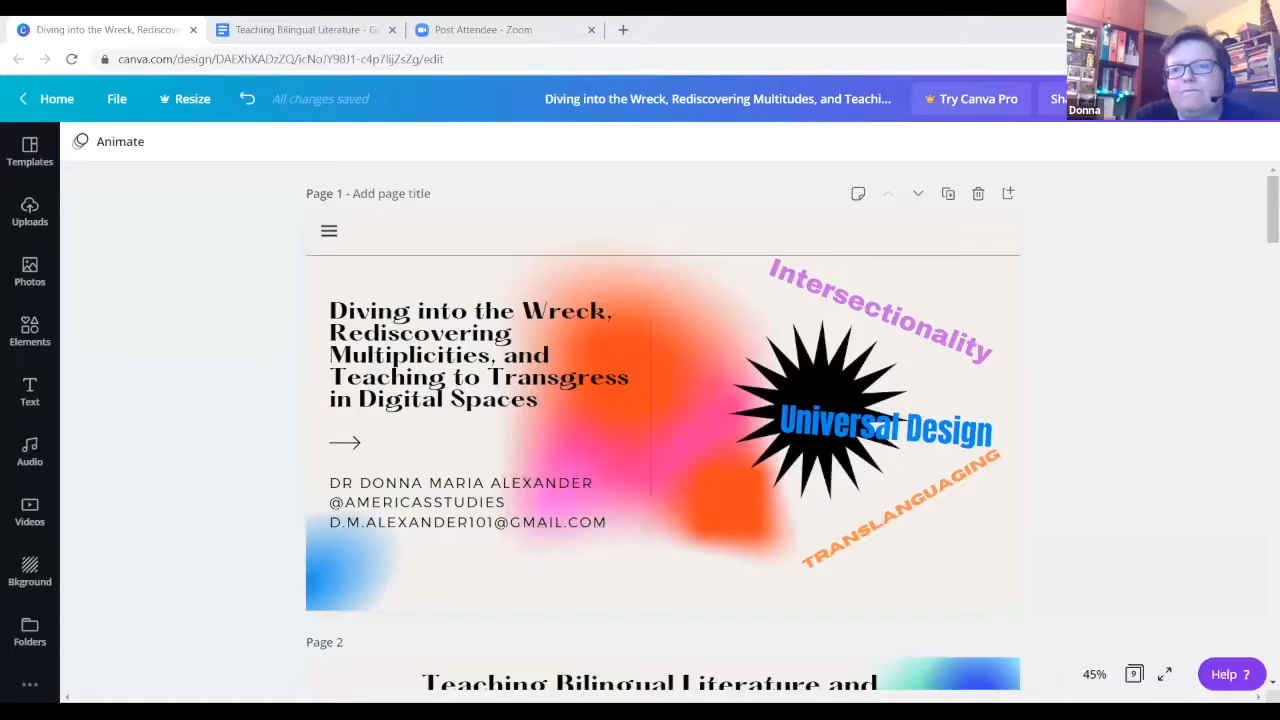 Diving into the Wreck, Rediscove
Teaching Bilingual Literature -
Post Attendee - Zoom
canva.com/design/DAEXhXADzZQ/icNoJY98J1-c4p7lijZsZg/edit
Home
File
Resize
All changes saved
Diving into the Wreck, Rediscovering Multitudes, and Teachi...
Try Canva Pro
Donna
Animate
Templates
Uploads
Photos
Elements
Text
Audio
Videos
Bkground
Folders
Page 1 - Add page title
Diving into the Wreck,
Rediscovering
Multiplicities, and
Teaching to Transgress
in Digital Spaces
DR DONNA MARIA ALEXANDER
@AMERICASSTUDIES
D.M.ALEXANDER101@GMAIL.COM
Intersectionality
Universal Design
TRANSLANGUAGING
Page 2
Teaching Bilingual Literature and
45%
9
Help ?